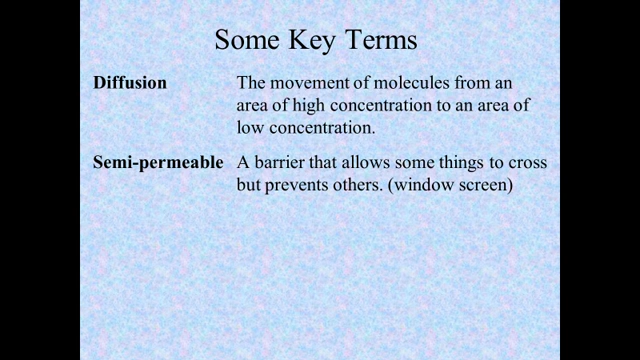 Some Key Terms
Diffusion The movement of molecules from an
area of high concentration to an area of
low concentration.
Semi-permeable A barrier that allows some things to cross
but prevents others. (window screen)